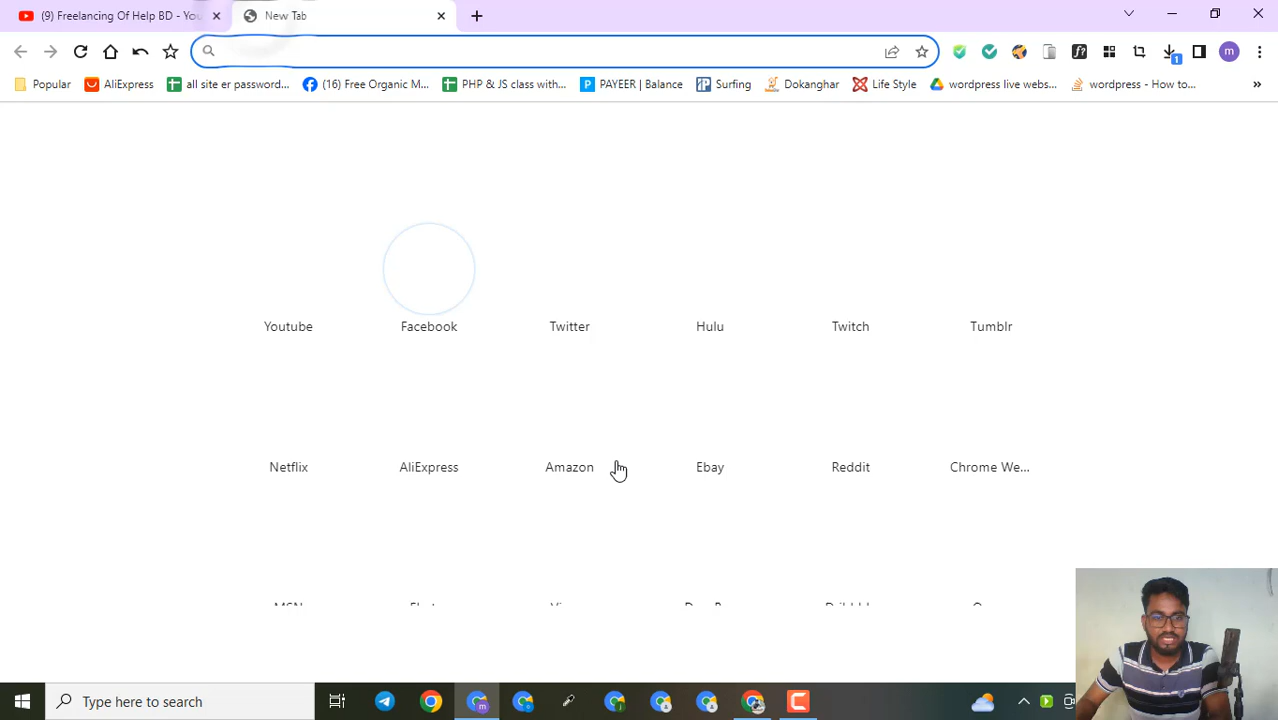 (9) Freelancing Of Help BD - You
New Tab
Popular
AliExpress
all site er password...
(16) Free Organic M...
PHP & JS class with...
PAYEER | Balance
Surfing
Dokanghar
Life Style
wordpress live webs...
wordpress - How to...
»
Youtube
Facebook
Twitter
Hulu
Twitch
Tumblr
Netflix
AliExpress
Amazon
Ebay
Reddit
Chrome We...
MSN
Type here to search